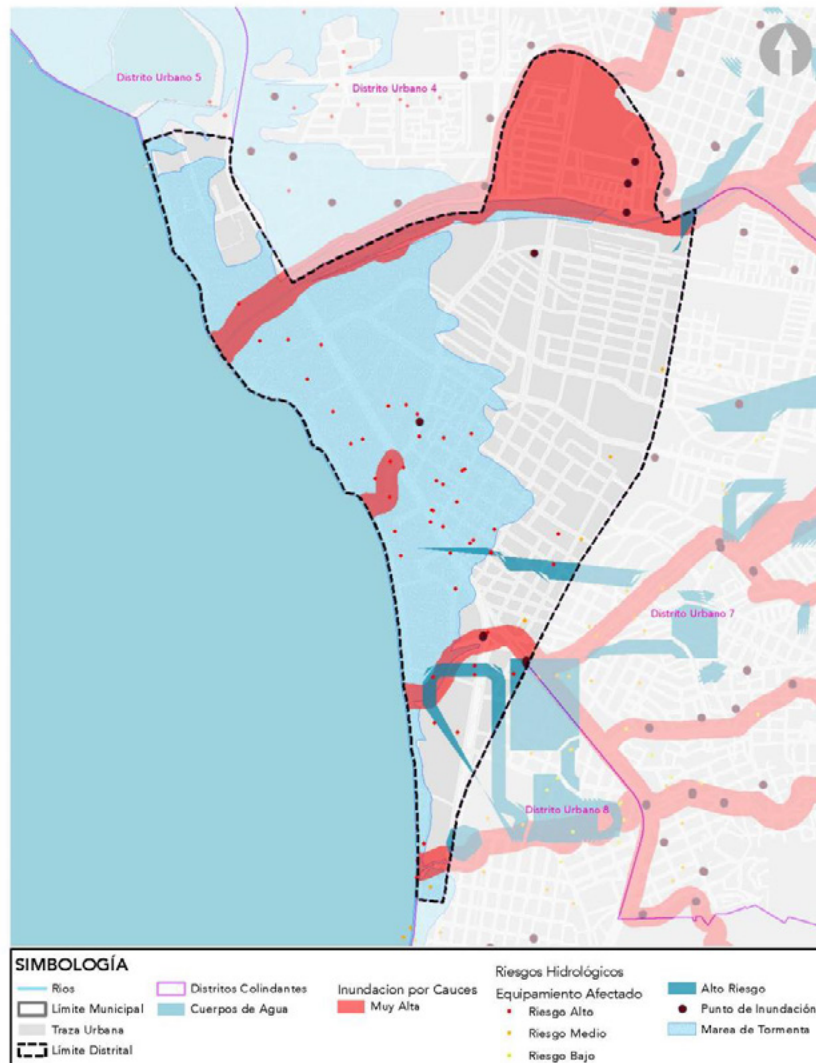 Distrito Urbano 5
Distrito Urbano 4
Distrito Urbano 7
Distrito Urbano 8
SIMBOLOGÍA
Rios
Límite Municipal
Traza Urbana
Límite Distrital
Distritos Colindantes
Cuerpos de Agua
Inundacion por Cauces
Muy Alta
Riesgos Hidrológicos
Equipamiento Afectado
Riesgo Alto
Riesgo Medio
Riesgo Bajo
Alto Riesgo
Punto de Inundación
Marea de Tormenta